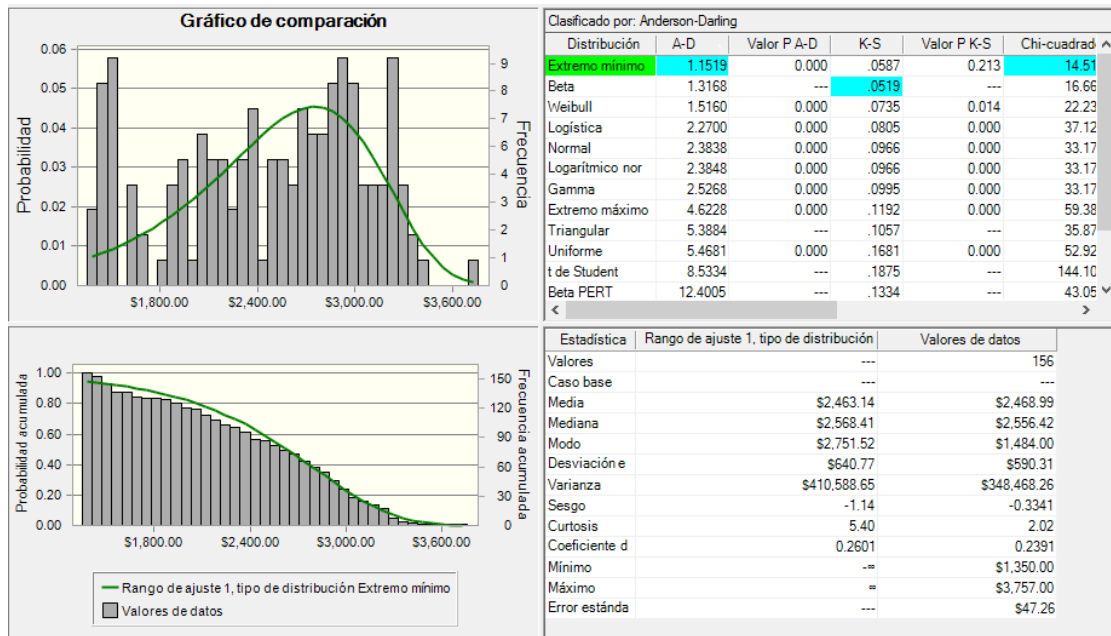 Gráfico de comparación
0.06
0.05
0.04
0.03
0.02
0.01
0.00
Probabilidad
9
8
7
6
5
4
3
2
1
0
Frecuencia
$1,800.00 $2,400.00 $3,000.00 $3,600.00
Clasificado por: Anderson-Darling
Distribución A-D Valor P A-D K-S Valor P K-S Chi-cuadrad
Extremo mínimo 1.1519 0.000 .0587 0.213 14.51
Beta 1.3168 --- .0519 --- 16.66
Weibull 1.5160 0.000 .0735 0.014 22.23
Logística 2.2700 0.000 .0805 0.000 37.12
Normal 2.3838 0.000 .0966 0.000 33.17
Logarítmico nor 2.3848 0.000 .0966 0.000 33.17
Gamma 2.5268 0.000 .0995 0.000 33.17
Extremo máximo 4.6228 0.000 .1192 0.000 59.38
Triangular 5.3884 --- .1057 --- 35.87
Uniforme 5.4681 0.000 .1681 0.000 52.92
t de Student 8.5334 --- .1875 --- 144.10
Beta PERT 12.4005 --- .1334 --- 43.05
1.00
0.80
0.60
0.40
0.20
0.00
Probabilidad acumulada
150
120
90
60
30
0
Frecuencia acumulada
$1,800.00 $2,400.00 $3,000.00 $3,600.00
Rango de ajuste 1, tipo de distribución Extremo mínimo
Valores de datos
Estadística Rango de ajuste 1, tipo de distribución Valores de datos
Valores --- 156
Caso base --- ---
Media $2,463.14 $2,468.99
Mediana $2,568.41 $2,556.42
Modo $2,751.52 $1,484.00
Desviación e $640.77 $590.31
Varianza $410,588.65 $348,468.26
Sesgo -1.14 -0.3341
Curtosis 5.40 2.02
Coeficiente d 0.2601 0.2391
Mínimo -∞ $1,350.00
Máximo ∞ $3,757.00
Error estánda --- $47.26